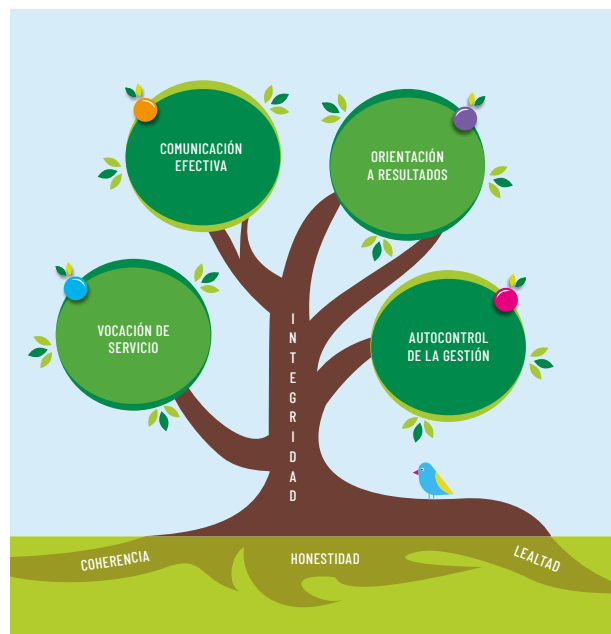 COMUNICACIÓN
EFECTIVA
ORIENTACIÓN
A RESULTADOS
VOCACIÓN DE
SERVICIO
AUTOCONTROL
DE LA GESTIÓN
INTEGRIDAD
COHERENCIA
HONESTIDAD
LEALTAD